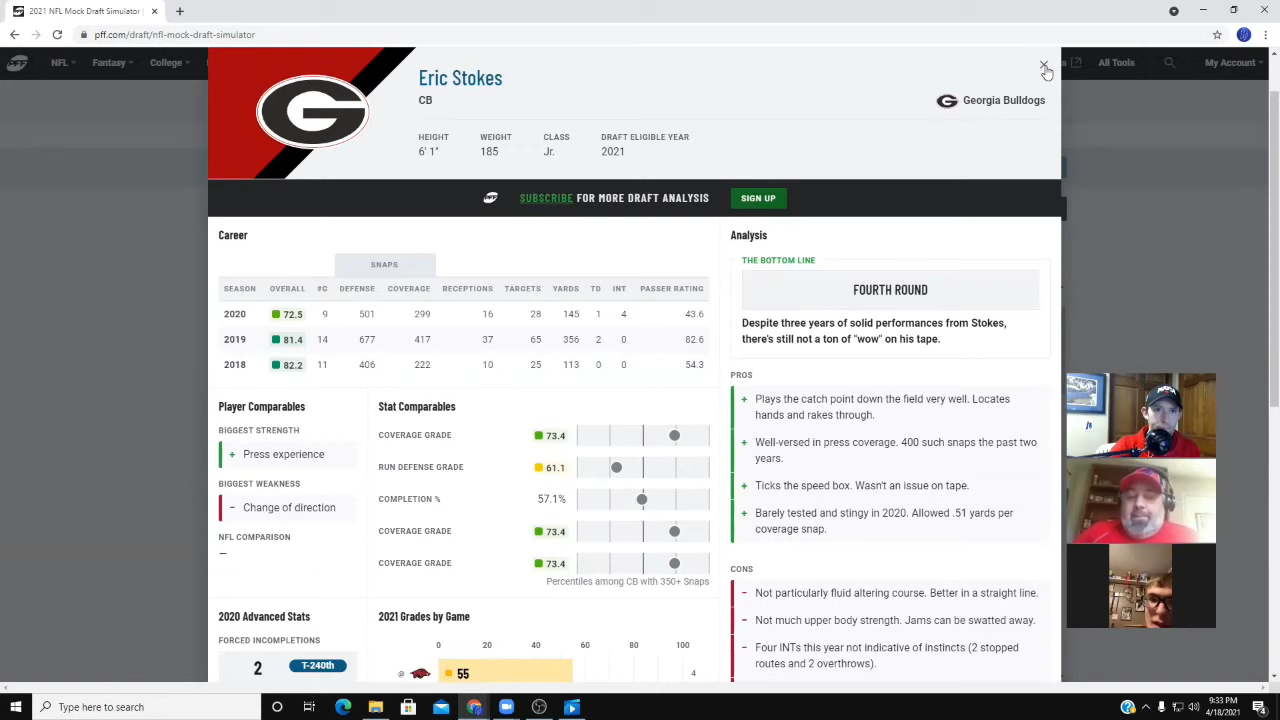 2021 NFL Mock Draft Simulator
pff.com/draft/nfl-mock-draft-simulator
PFF NFL Fantasy College All Tools My Account
Eric Stokes
CB
Georgia Bulldogs
HEIGHT WEIGHT CLASS DRAFT ELIGIBLE YEAR
6' 1" 185 Jr. 2021
SUBSCRIBE FOR MORE DRAFT ANALYSIS SIGN UP
Career
SNAPS
SEASON OVERALL #G DEFENSE COVERAGE RECEPTIONS TARGETS YARDS TD INT PASSER RATING
2020 72.5 9 501 299 16 28 145 1 4 43.6
2019 81.4 14 677 417 37 65 356 2 0 82.6
2018 82.2 11 406 222 10 25 113 0 0 54.3
Player Comparables
BIGGEST STRENGTH
+ Press experience
BIGGEST WEAKNESS
– Change of direction
NFL COMPARISON
—
Stat Comparables
COVERAGE GRADE 73.4
RUN DEFENSE GRADE 61.1
COMPLETION % 57.1%
COVERAGE GRADE 73.4
COVERAGE GRADE 73.4
Percentiles among CB with 350+ Snaps
2020 Advanced Stats
FORCED INCOMPLETIONS
2 T-240th
2021 Grades by Game
0 20 40 60 80 100
@ 55 4
Analysis
THE BOTTOM LINE
FOURTH ROUND
Despite three years of solid performances from Stokes,
there's still not a ton of "wow" on his tape.
PROS
+ Plays the catch point down the field very well. Locates
hands and rakes through.
+ Well-versed in press coverage. 400 such snaps the past two
years.
+ Ticks the speed box. Wasn't an issue on tape.
+ Barely tested and stingy in 2020. Allowed .51 yards per
coverage snap.
CONS
– Not particularly fluid altering course. Better in a straight line.
– Not much upper body strength. Jams can be swatted away.
– Four INTs this year not indicative of instincts (2 stopped
routes and 2 overthrows).
Type here to search
9:33 PM
4/18/2021